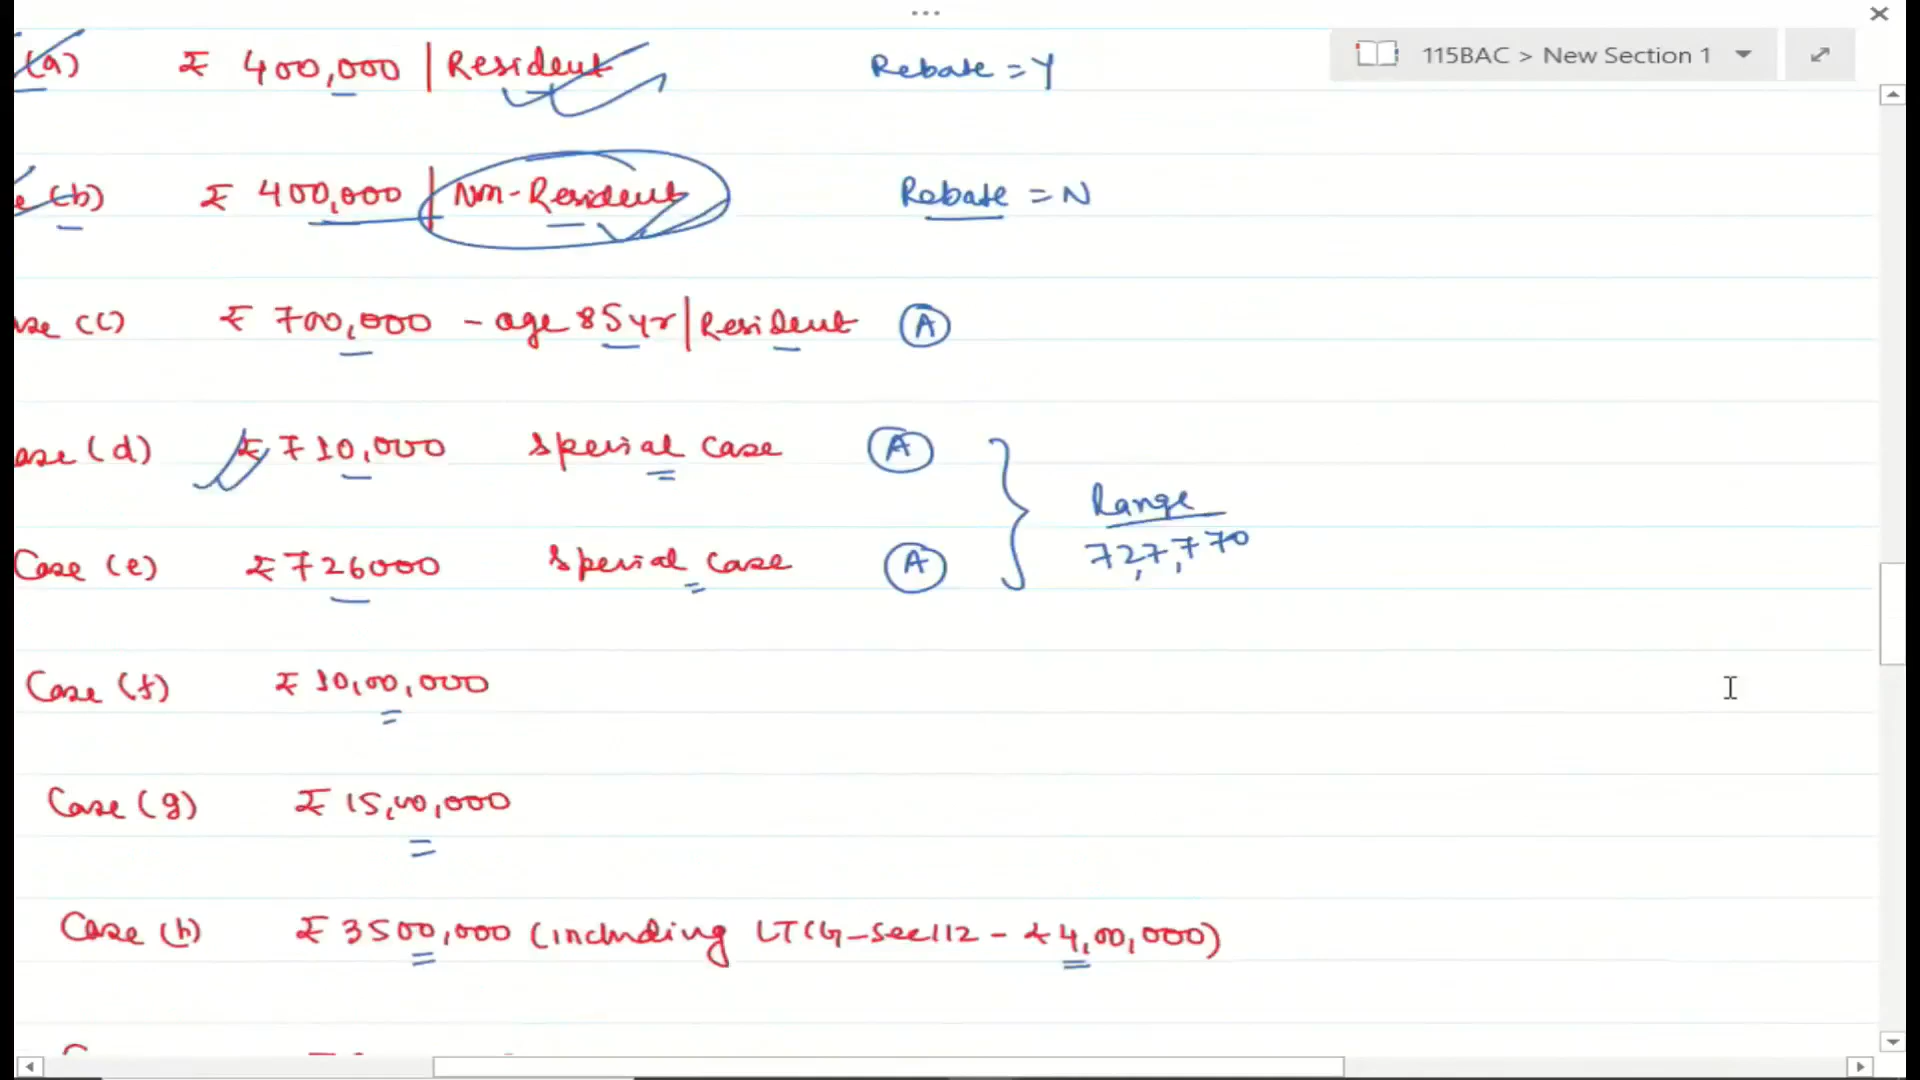 115BAC > New Section 1
(a) ₹ 400,000 | Resident Rebate = Y
(b) ₹ 400,000 | Non-Resident Rebate = N
(c) ₹ 700,000 - age 85 yr | Resident A
(d) ₹ 710,000 Special Case A
Range
727,770
Case (e) ₹ 726000 Special Case A
Case (f) ₹ 10,00,000
Case (g) ₹ 15,00,000
Case (h) ₹ 3500,000 (including LTCG-Sec112 - ₹ 4,00,000)